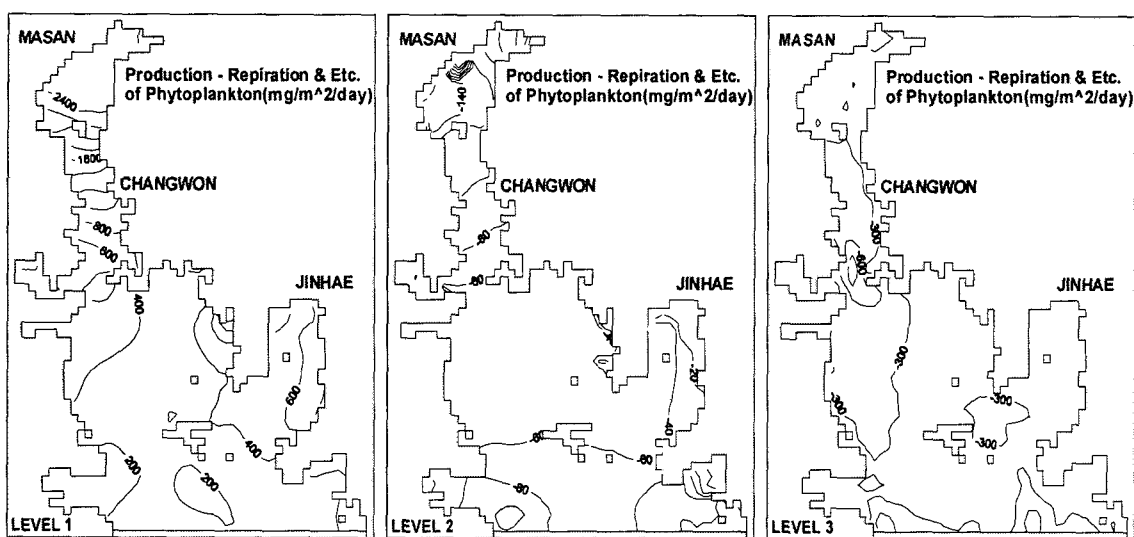 MASAN
Production - Repiration & Etc.
of Phytoplankton(mg/m^2/day)
2400
1600
CHANGWON
800
600
JINHAE
400
600
400
200
200
LEVEL 1
MASAN
Production - Repiration & Etc.
of Phytoplankton(mg/m^2/day)
-140
CHANGWON
-80
JINHAE
-20
-40
-60
-80
LEVEL 2
MASAN
Production - Repiration & Etc.
of Phytoplankton(mg/m^2/day)
CHANGWON
-300
-600
JINHAE
-300
-300
-300
-300
LEVEL 3